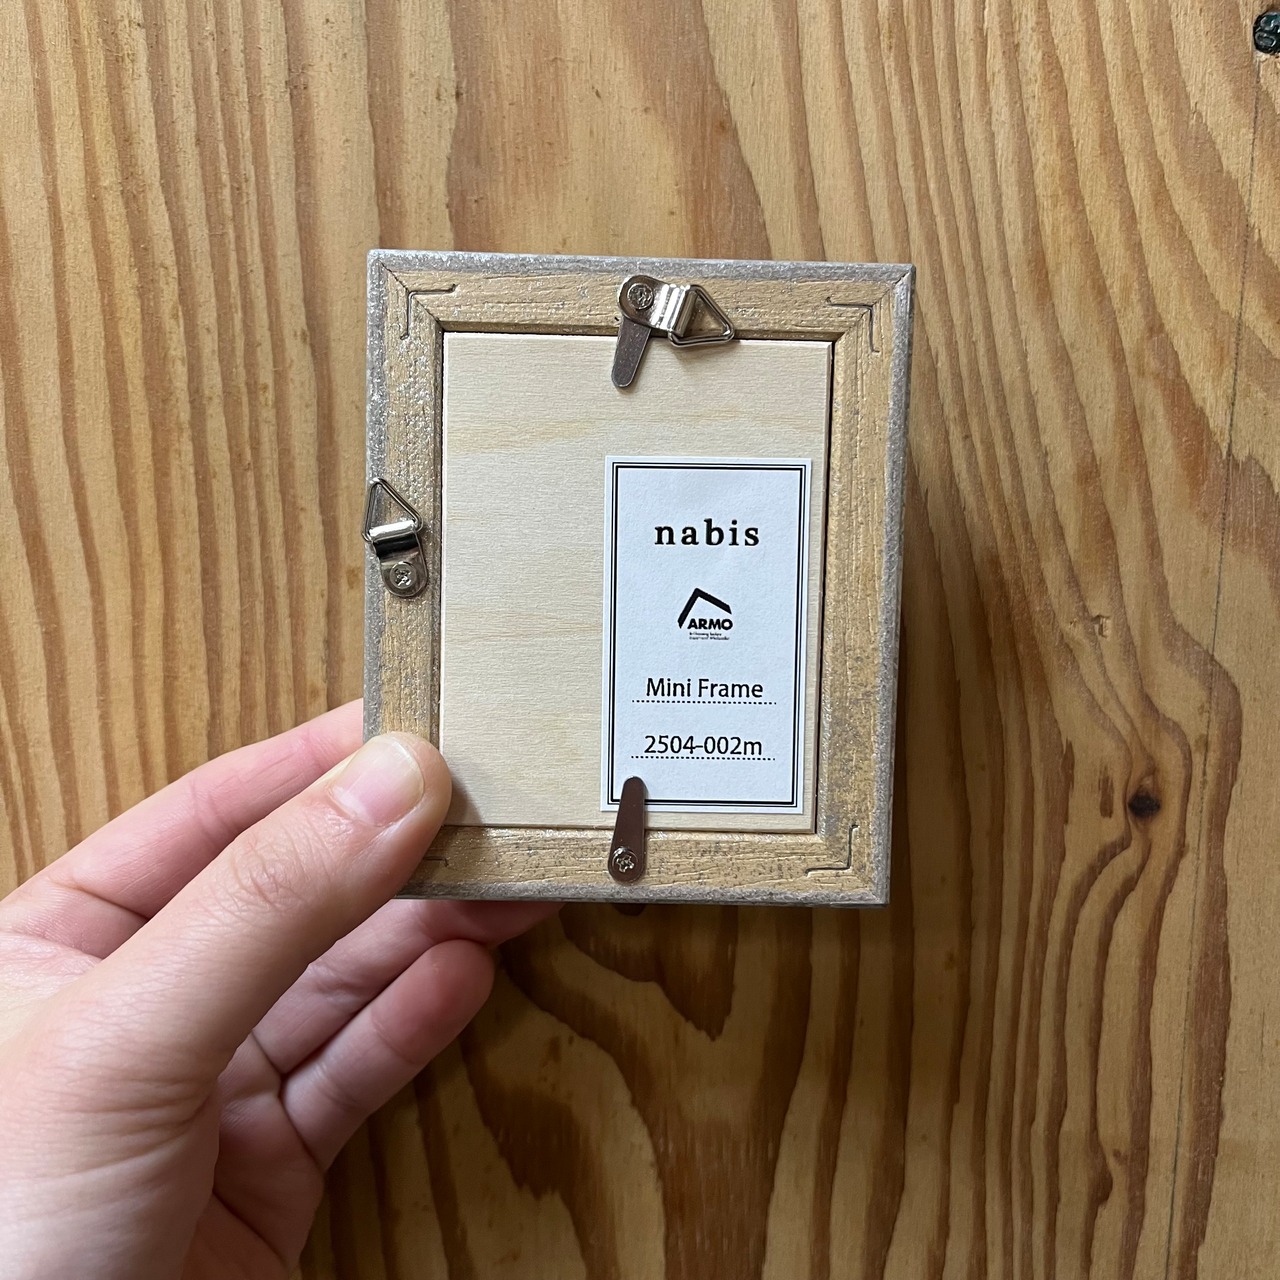 nabis
ARMO
Mini Frame
2504-002m